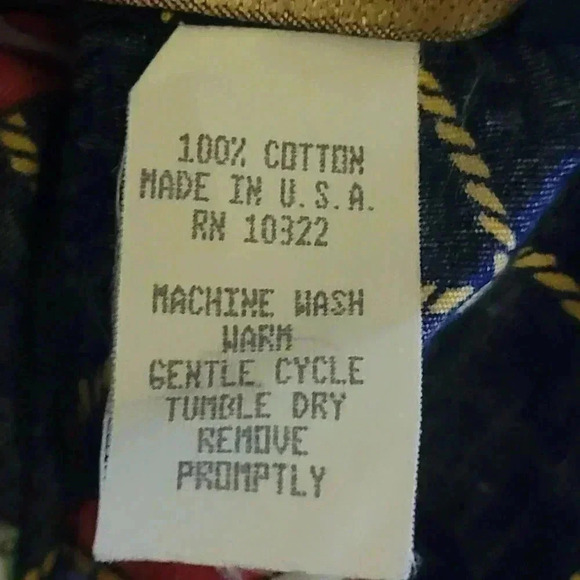 100% COTTON
MADE IN U.S.A.
RN 10322
MACHINE WASH
WARM
GENTLE CYCLE
TUMBLE DRY
REMOVE
PROMPTLY